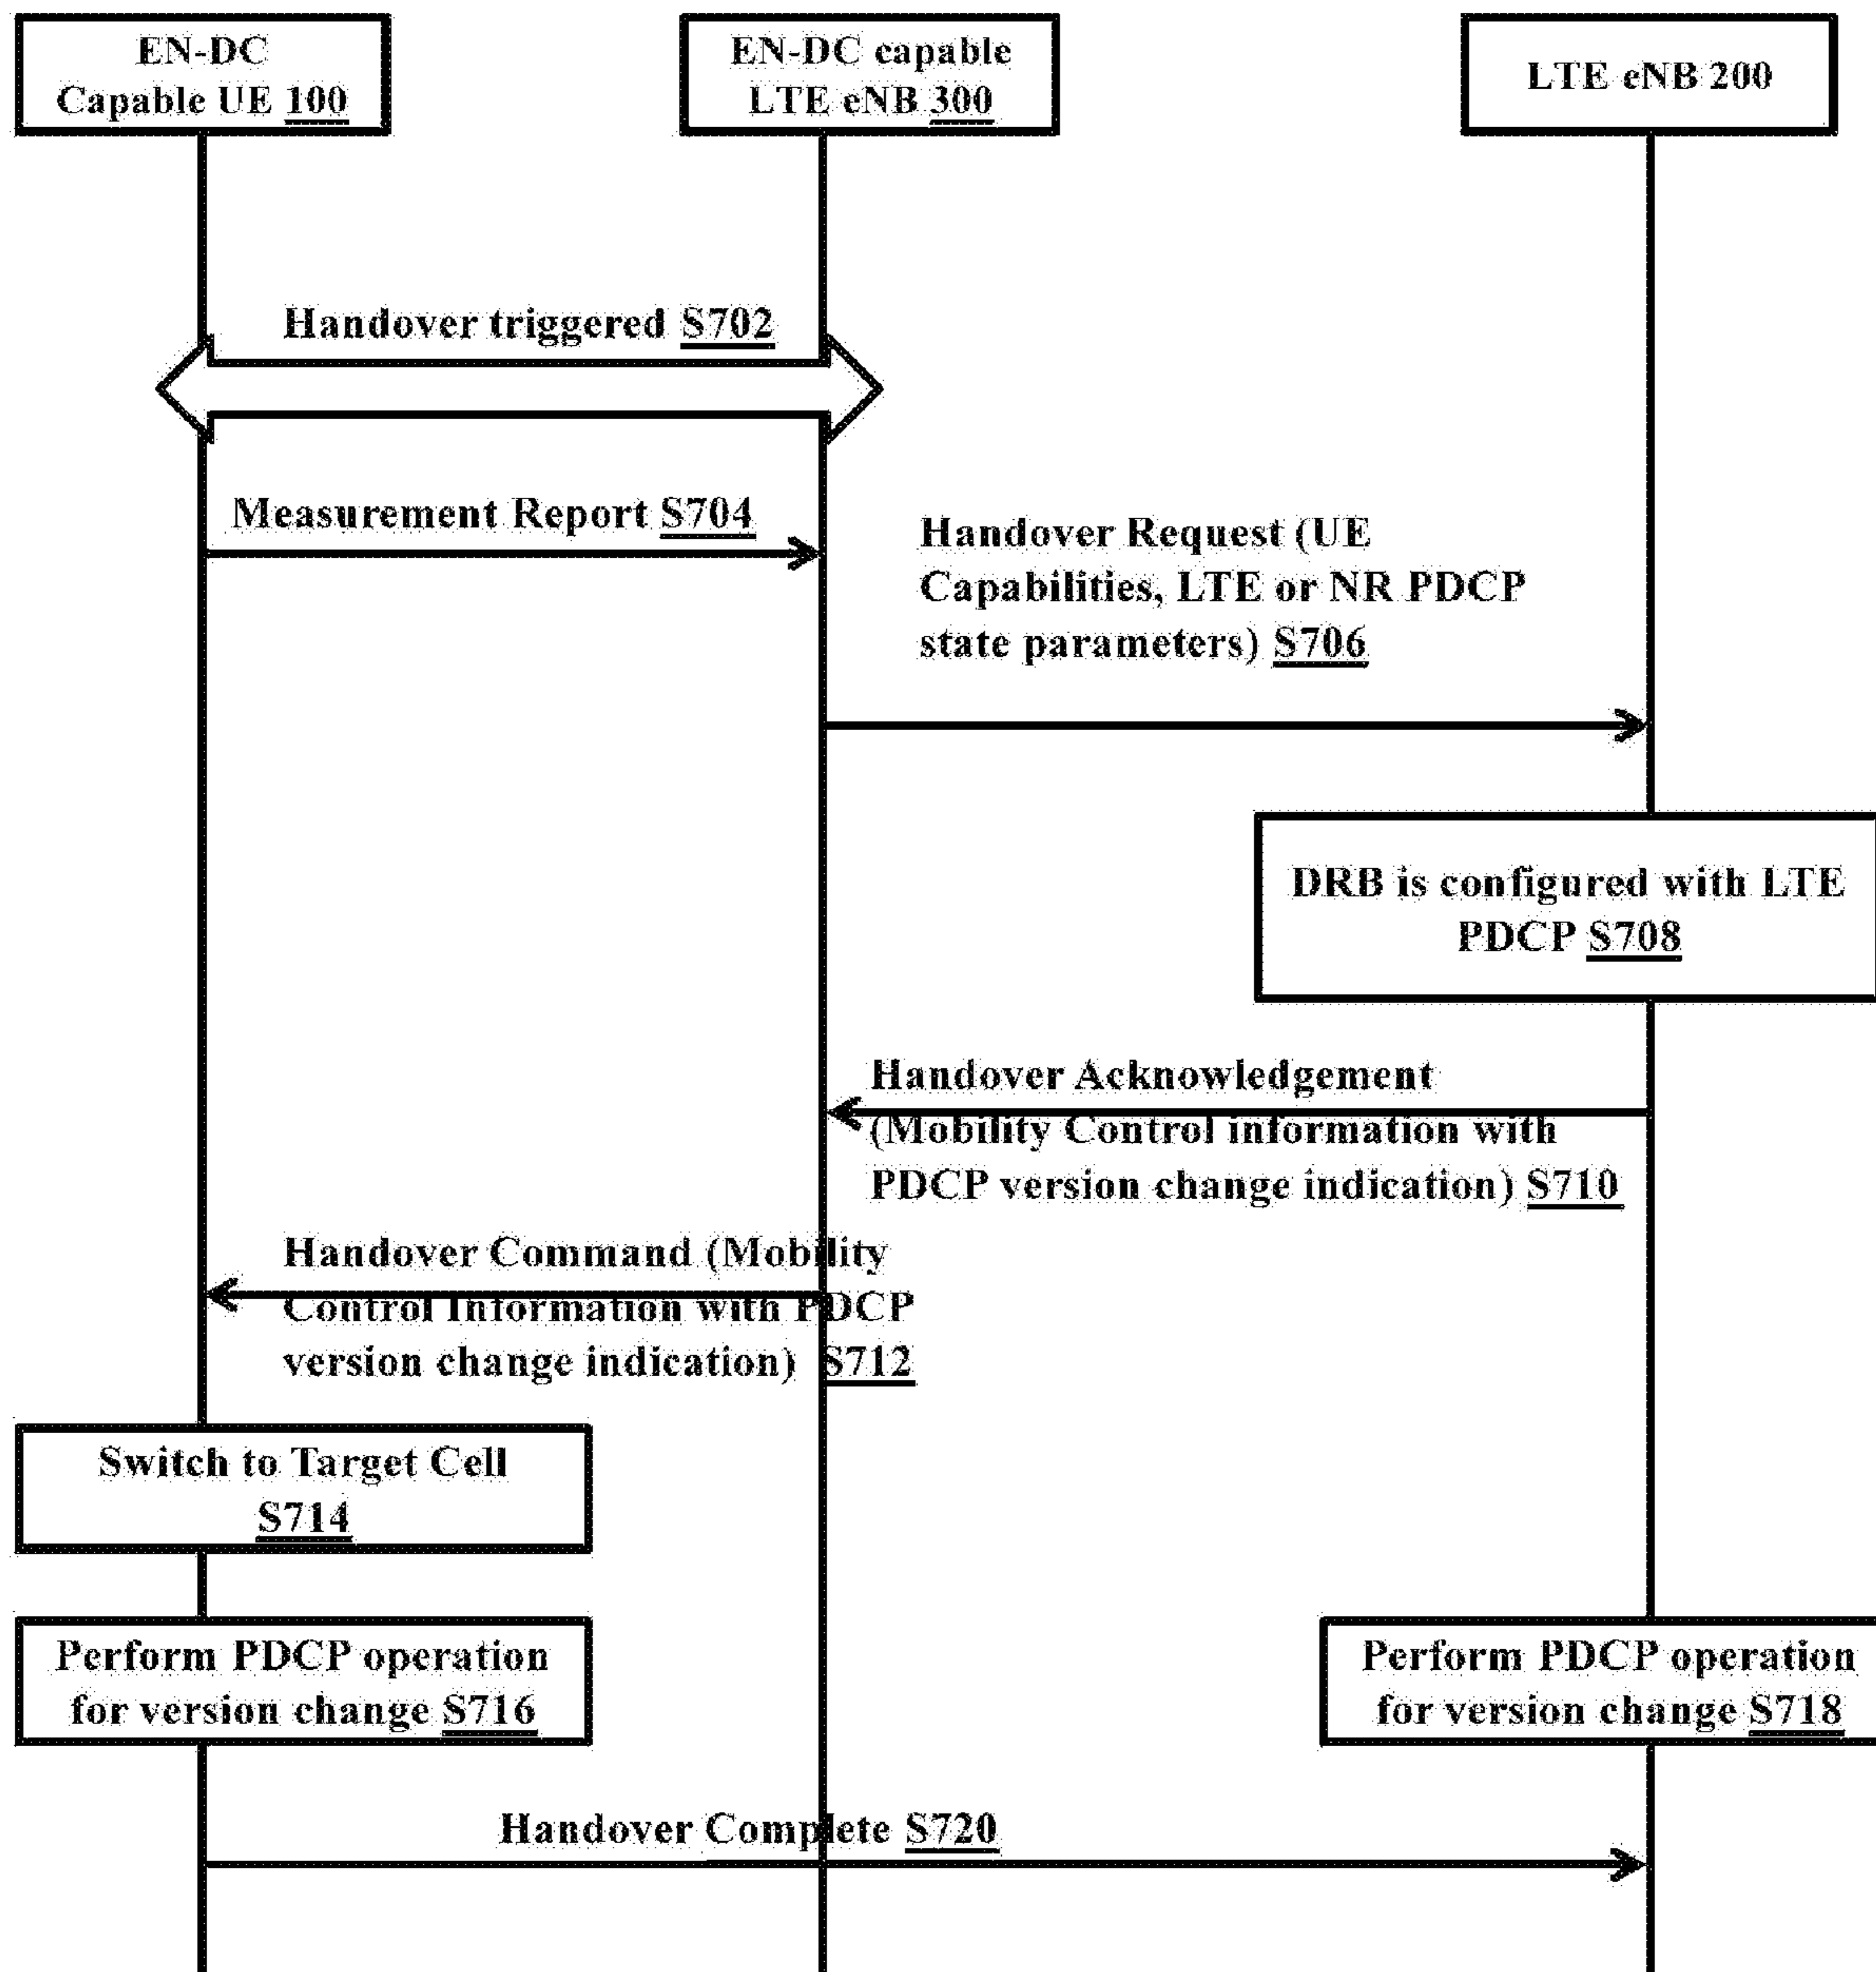 EN-DC
Capable UE 100
EN-DC capable
LTE eNB 300
LTE eNB 200
Handover triggered S702
Measurement Report S704
Handover Request (UE
Capabilities, LTE or NR PDCP
state parameters) S706
DRB is configured with LTE
PDCP S708
Handover Acknowledgement
(Mobility Control information with
PDCP version change indication) S710
Handover Command (Mobility
Control Information with PDCP
version change indication) S712
Switch to Target Cell
S714
Perform PDCP operation
for version change S716
Perform PDCP operation
for version change S718
Handover Complete S720